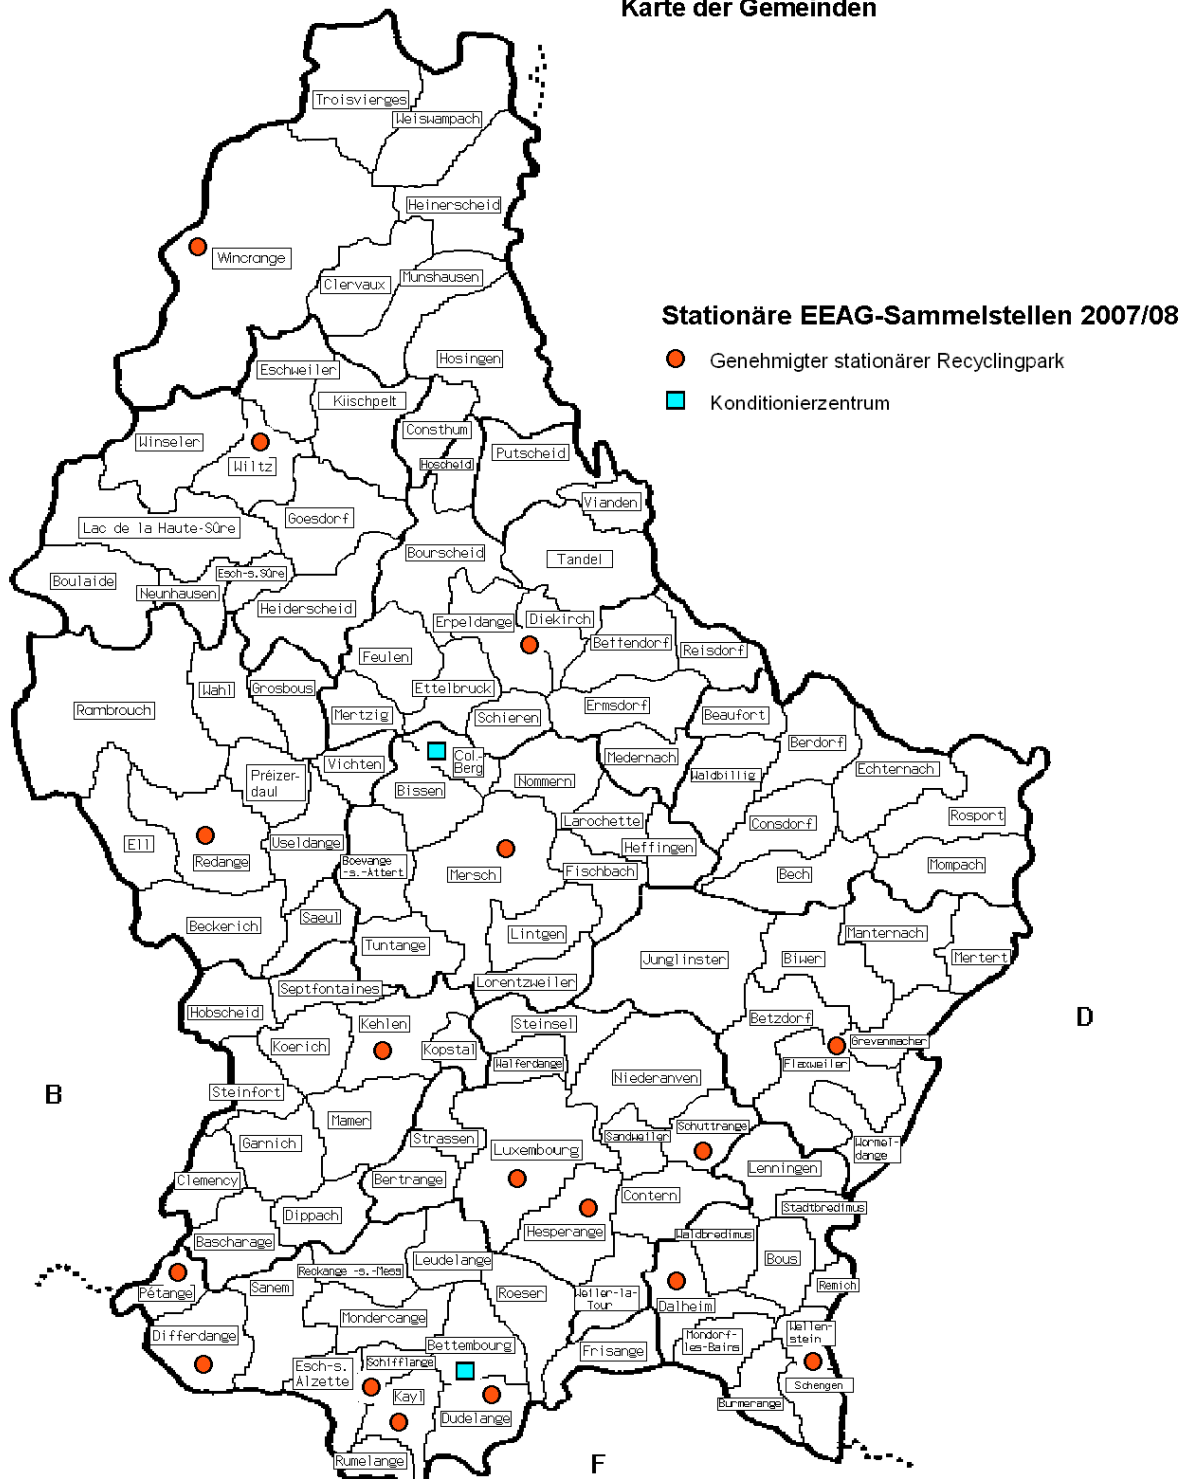 Karte der Gemeinden
Troisvierges
Weiswampach
Heinerscheid
Wincrange
Clervaux
Munshausen
Stationäre EEAG-Sammelstellen 2007/08
Genehmigter stationärer Recyclingpark
Konditionierzentrum
Hosingen
Eschweiler
Kiischpelt
Consthum
Winseler
Wiltz
Hoscheid
Putscheid
Vianden
Goesdorf
Lac de la Haute-Sûre
Bourscheid
Tandel
Boulaide
Esch-s.Sûre
Neunhausen
Heiderscheid
Erpeldange
Diekirch
Bettendorf
Reisdorf
Feulen
Wahl
Grosbous
Ettelbruck
Rambrouch
Mertzig
Schieren
Ermsdorf
Beaufort
Berdorf
Echternach
Vichten
Col.-
Berg
Medernach
Waldbillig
Préizer-
daul
Bissen
Nommern
Rosport
Larochette
Consdorf
Ell
Redange
Useldange
Heffingen
Boevange
-s.-Attert
Mersch
Fischbach
Bech
Mompach
Beckerich
Saeul
Tuntange
Lintgen
Junglinster
Biwer
Manternach
Mertert
Septfontaines
Lorentzweiler
Hobscheid
Kehlen
Steinsel
Betzdorf
D
Koerich
Kopstal
Walferdange
Grevenmacher
Flaxweiler
Niederanven
B
Steinfort
Mamer
Garnich
Strassen
Luxembourg
Sandweiler
Schuttrange
Wormel-
dange
Clemency
Bertrange
Contern
Lenningen
Dippach
Stadtbredimus
Bascharage
Hesperange
Waldbredimus
Reckange -s.-Mess
Leudelange
Bous
Remich
Pétange
Sanem
Roeser
Weiler-la-
Tour
Dalheim
Mondercange
Differdange
Bettembourg
Frisange
Mondorf-
les-Bains
Wellen-
stein
Esch-s.
Alzette
Schifflange
Kayl
Schengen
Burmerange
Dudelange
Rumelange
F